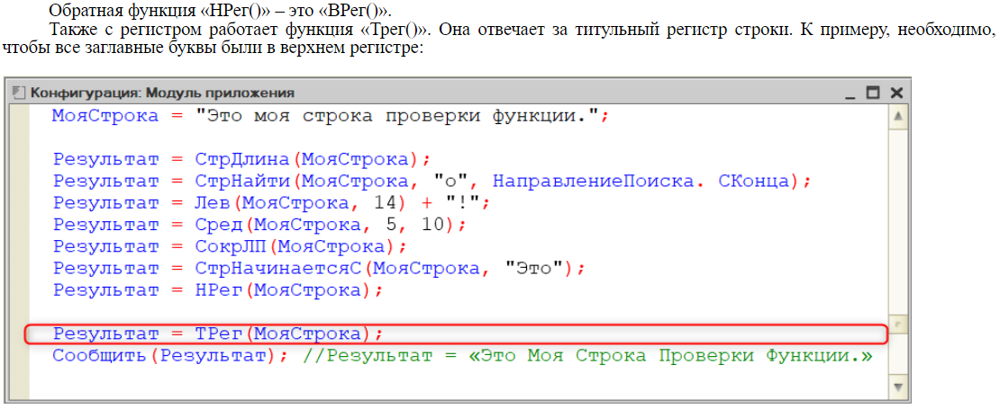 Обратная функция «НРег()» – это «ВРег()».
Также с регистром работает функция «Трег()». Она отвечает за титульный регистр строки. К примеру, необходимо,
чтобы все заглавные буквы были в верхнем регистре:
Конфигурация: Модуль приложения
МояСтрока = "Это моя строка проверки функции.";
Результат = СтрДлина(МояСтрока);
Результат = СтрНайти(МояСтрока, "о", НаправлениеПоиска. СКонца);
Результат = Лев(МояСтрока, 14) + "!";
Результат = Сред(МояСтрока, 5, 10);
Результат = СокрЛП(МояСтрока);
Результат = СтрНачинаетсяС(МояСтрока, "Это");
Результат = НРег(МояСтрока);
Результат = ТРег(МояСтрока);
Сообщить(Результат); //Результат = «Это Моя Строка Проверки Функции.»